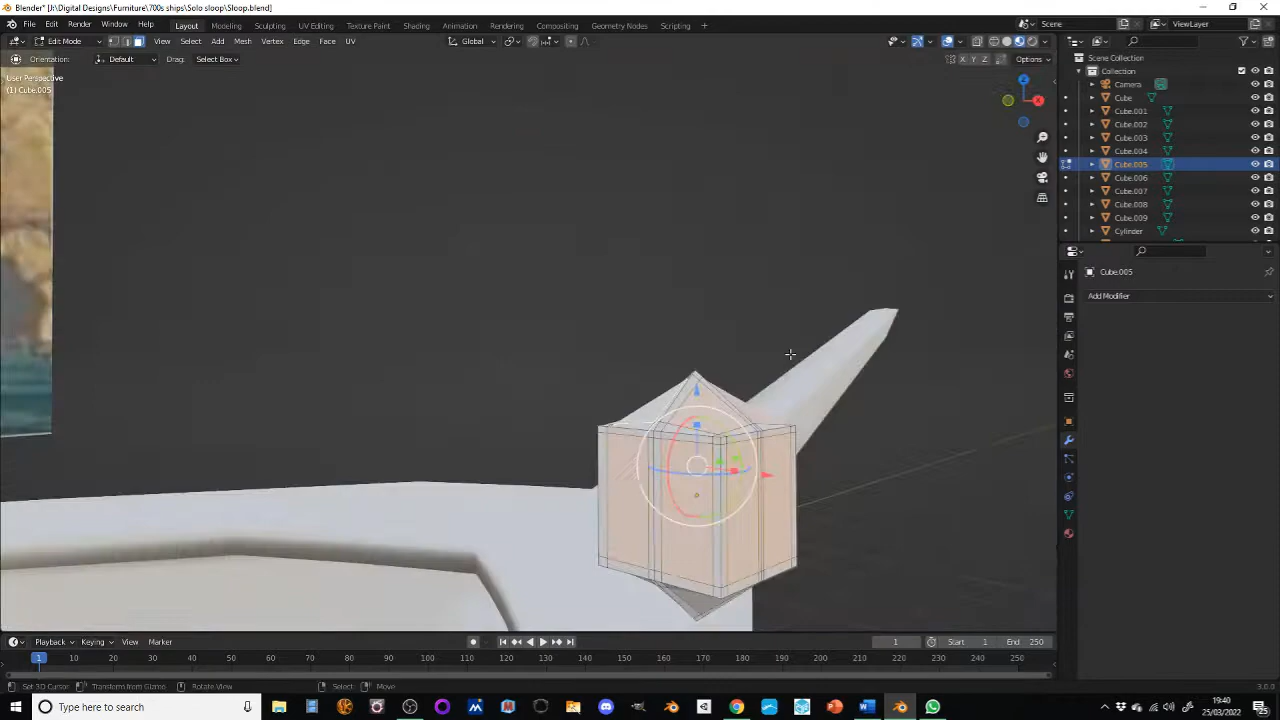 Blender* [J:\Digital Designs\Furniture\700s ships\Solo sloop\Sloop.blend]
File Edit Render Window Help Layout Modeling Sculpting UV Editing Texture Paint Shading Animation Rendering Compositing Geometry Nodes Scripting + Scene ViewLayer
Edit Mode View Select Add Mesh Vertex Edge Face UV Global
Orientation: Default Drag: Select Box X Y Z Options
User Perspective
(1) Cube.005
Z
X
Scene Collection
Collection
Camera
Cube
Cube.001
Cube.002
Cube.003
Cube.004
Cube.005
Cube.006
Cube.007
Cube.008
Cube.009
Cylinder
Cube.005
Add Modifier
Playback Keying View Marker 1 Start 1 End 250
1 10 20 30 40 50 60 70 80 90 100 110 120 130 140 150 160 170 180 190 200 210 220 230 240 250
Set 3D Cursor Transform from Gizmo Rotate View Select Move 3.0.0
Type here to search
19:40
25/03/2022